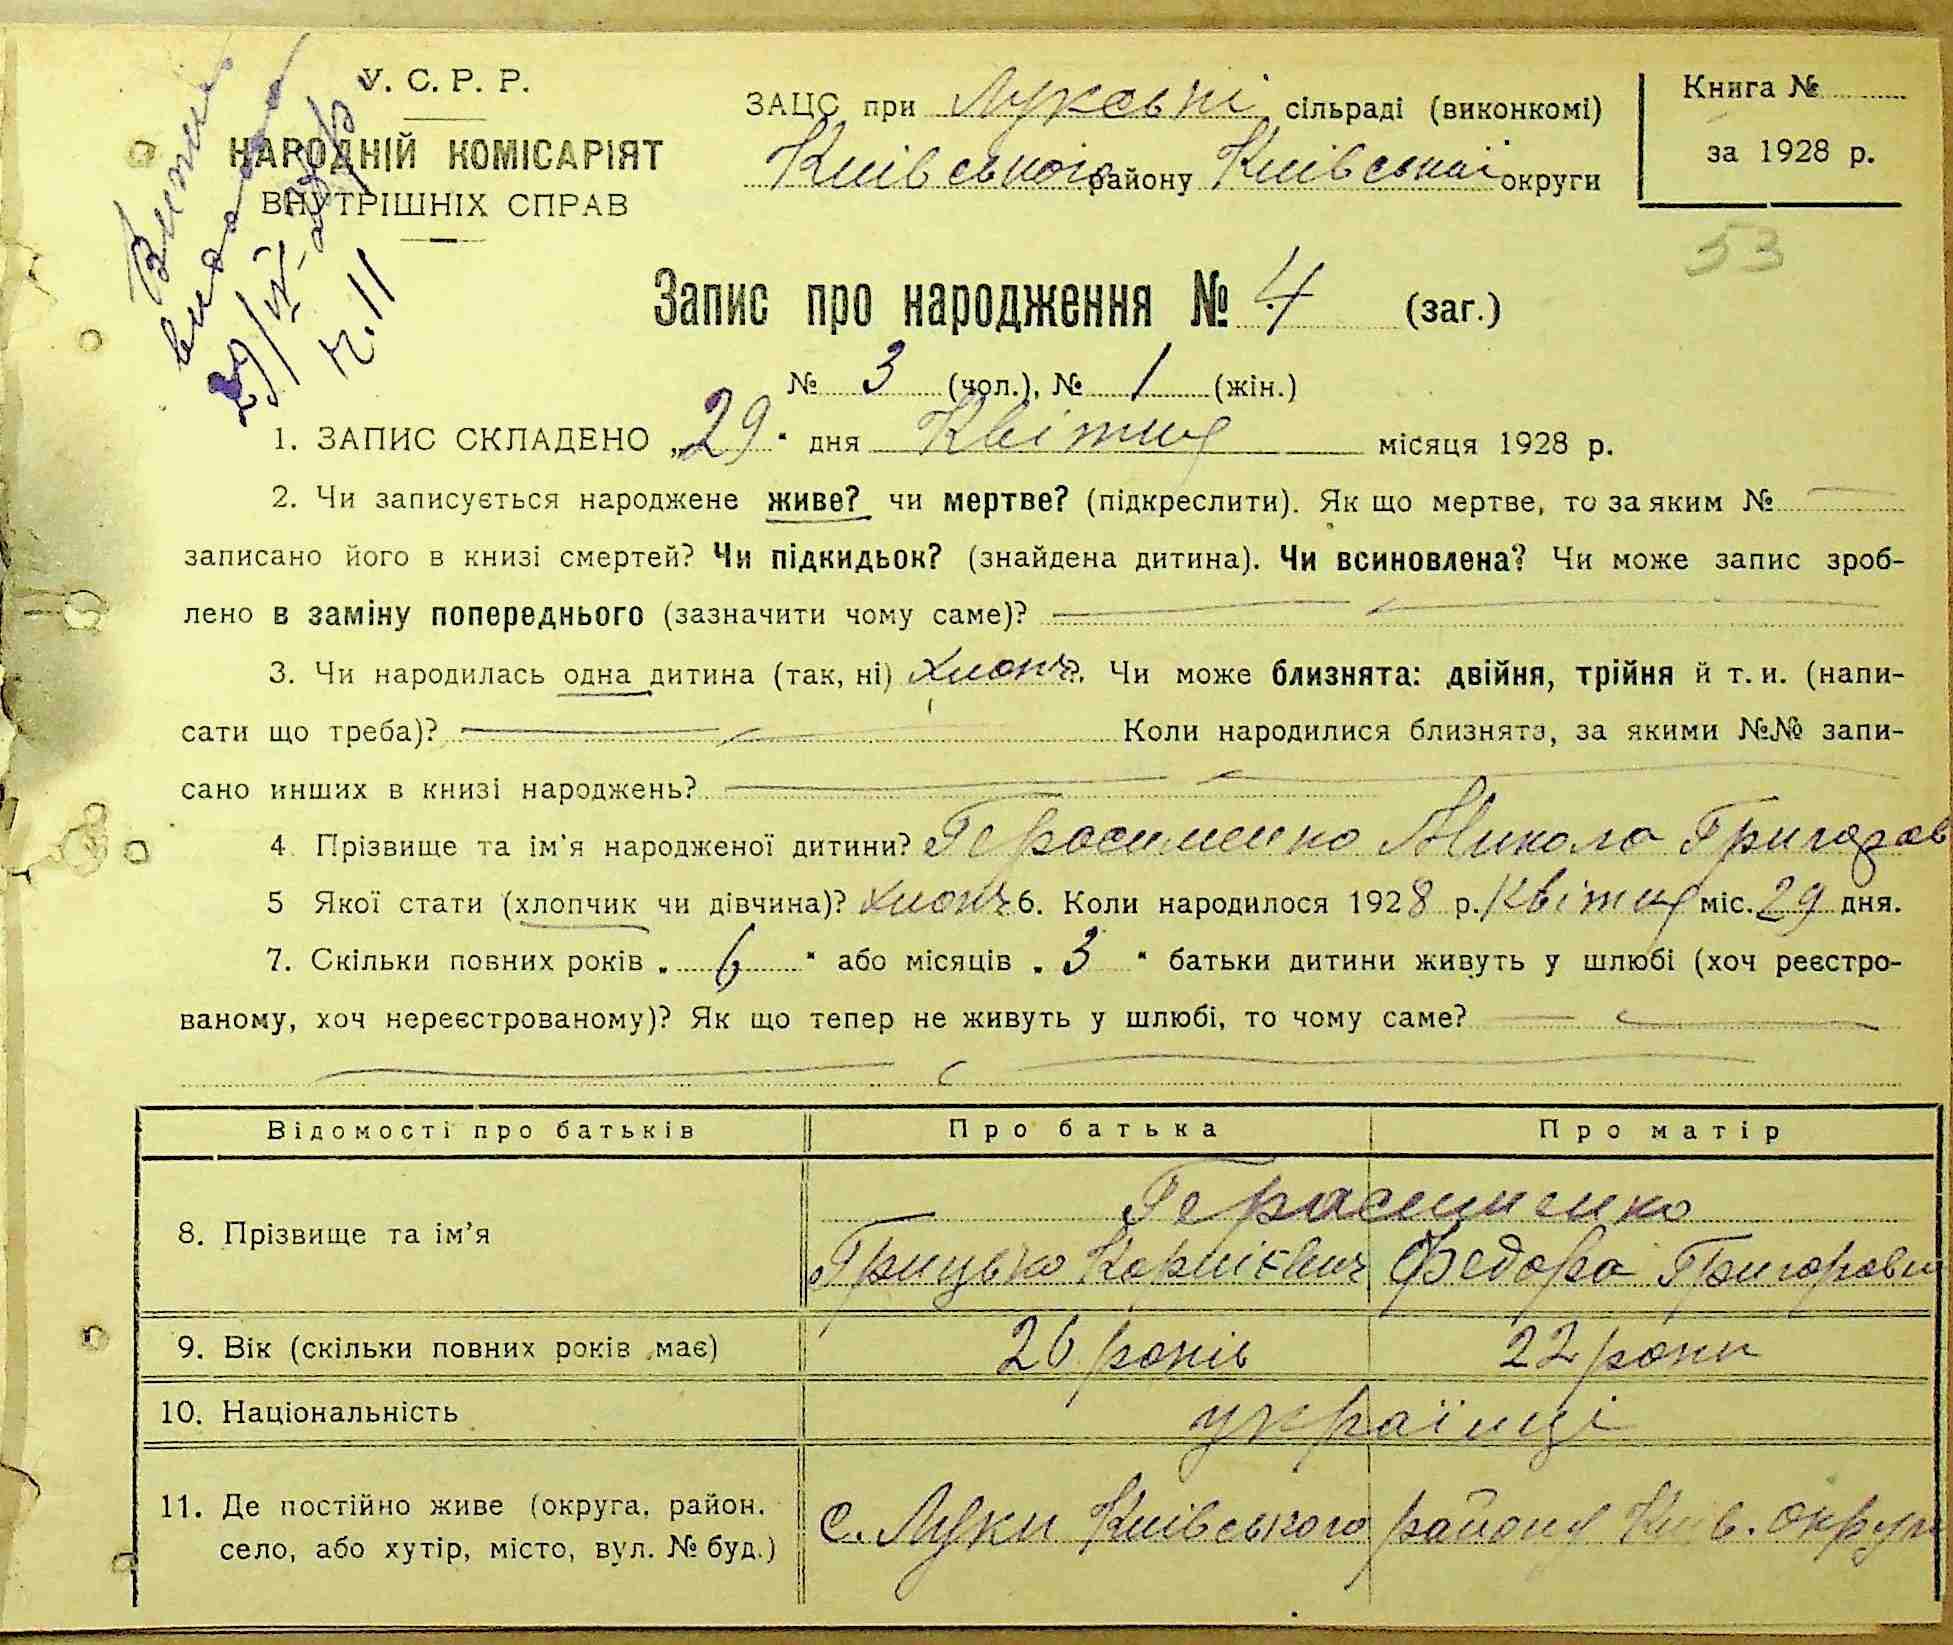 У. С. Р. Р.
НАРОДНІЙ КОМІСАРІЯТ
ВНУТРІШНІХ СПРАВ
Витяг
видано
29/VI
ч. 11
ЗАЦС при Лукські сільраді (виконкомі)
Київського району Київської округи
Книга №
за 1928 р.
53
Запис про народження № 4 (заг.)
№ 3 (чол.), № 1 (жін.)
1. ЗАПИС СКЛАДЕНО „29" дня Квітня місяця 1928 р.
2. Чи записується народжене живе? чи мертве? (підкреслити). Як що мертве, то за яким №
записано його в книзі смертей? Чи підкидьок? (знайдена дитина). Чи всиновлена? Чи може запис зроб-
лено в заміну попереднього (зазначити чому саме)?
3. Чи народилась одна дитина (так, ні) хлопч. Чи може близнята: двійня, трійня й т. и. (напи-
сати що треба)? Коли народилися близнята, за якими №№ запи-
сано инших в книзі народжень?
4. Прізвище та ім'я народженої дитини? Герасименко Микола Григоров
5 Якої стати (хлопчик чи дівчина)? хлопч 6. Коли народилося 1928 р. Квітня міс. 29 дня.
7. Скільки повних років „ 6 " або місяців „ 3 " батьки дитини живуть у шлюбі (хоч реєстро-
ваному, хоч нереєстрованому)? Як що тепер не живуть у шлюбі, то чому саме?
Відомості про батьків Про батька Про матір
8. Прізвище та ім'я Герасименко
Грицько Корнієвич Федора Григоровн
9. Вік (скільки повних років має) 26 років 22 роки
10. Національність українці
11. Де постійно живе (округа, район.
село, або хутір, місто, вул. № буд.) с. Луки Київського району Київ. округи